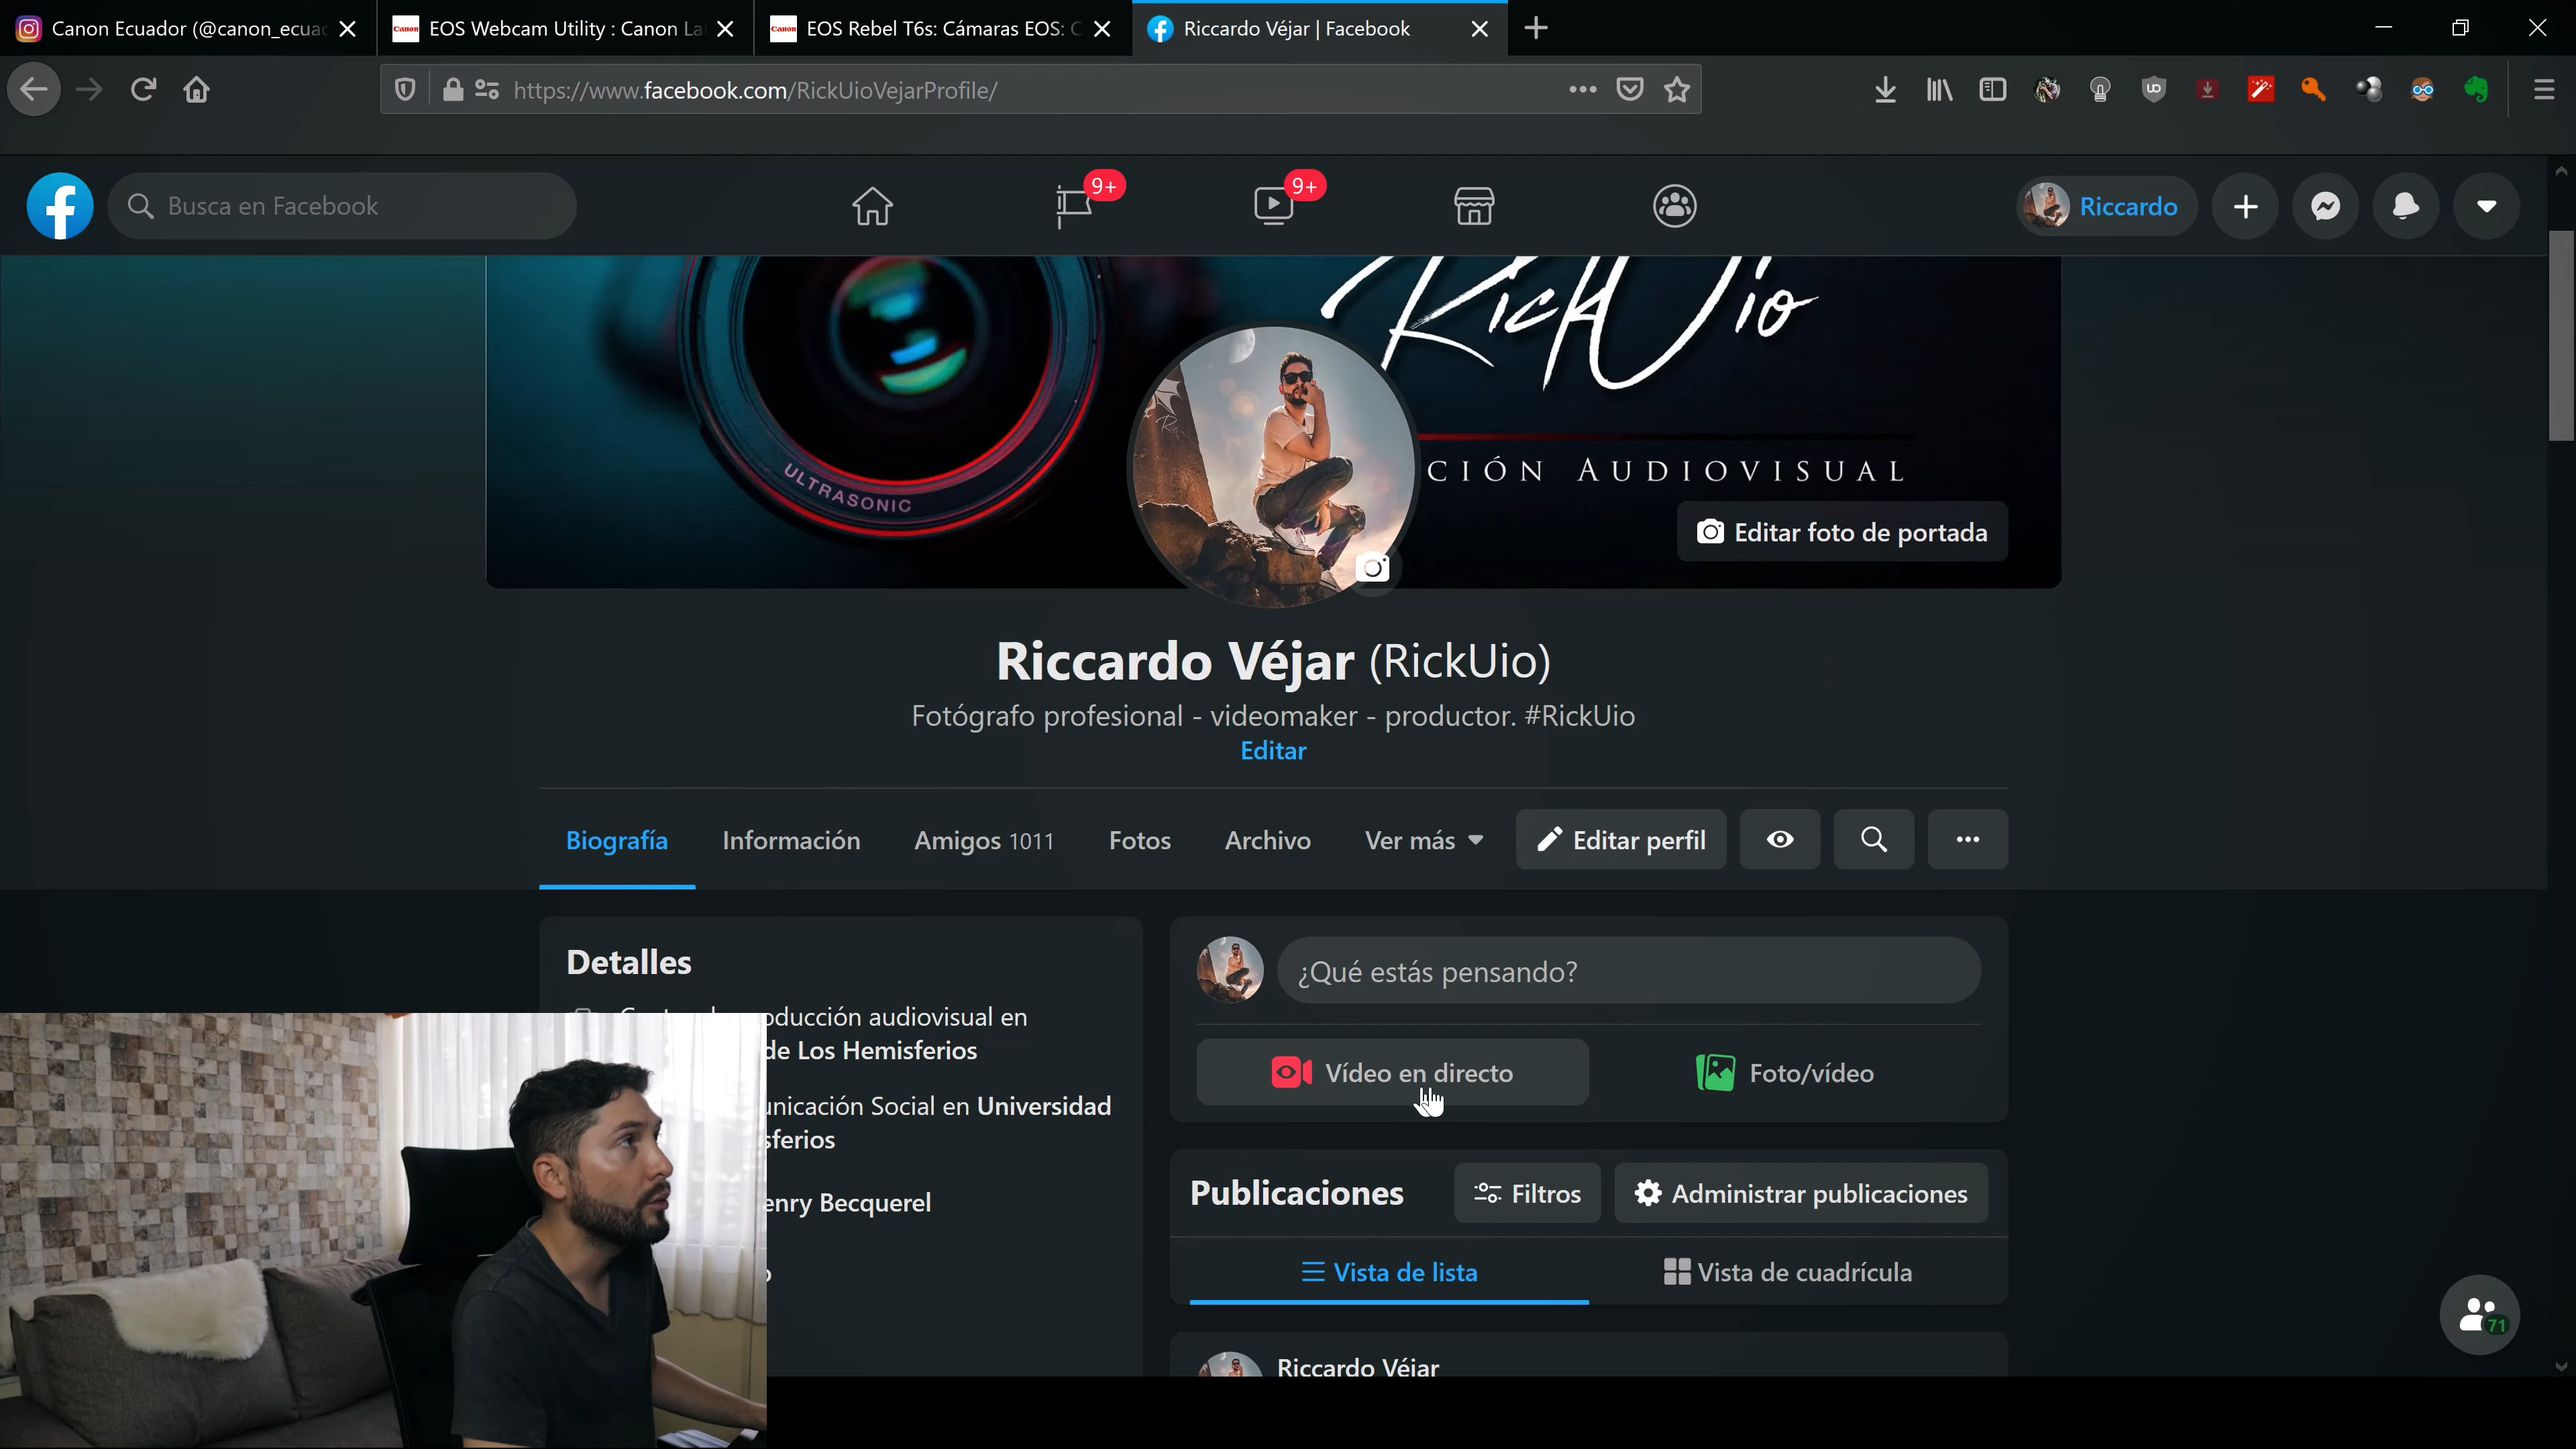 Canon Ecuador (@canon_ecuad
EOS Webcam Utility : Canon Lat
EOS Rebel T6s: Cámaras EOS: C
Riccardo Véjar | Facebook
https://www.facebook.com/RickUioVejarProfile/
Busca en Facebook
9+
9+
Riccardo
RickUio
ULTRASONIC
CIÓN AUDIOVISUAL
Editar foto de portada
Riccardo Véjar (RickUio)
Fotógrafo profesional - videomaker - productor. #RickUio
Editar
Biografía
Información
Amigos 1011
Fotos
Archivo
Ver más
Editar perfil
Detalles
oducción audiovisual en
de Los Hemisferios
unicación Social en Universidad
sferios
enry Becquerel
¿Qué estás pensando?
Vídeo en directo
Foto/vídeo
Publicaciones
Filtros
Administrar publicaciones
Vista de lista
Vista de cuadrícula
Riccardo Véjar
71